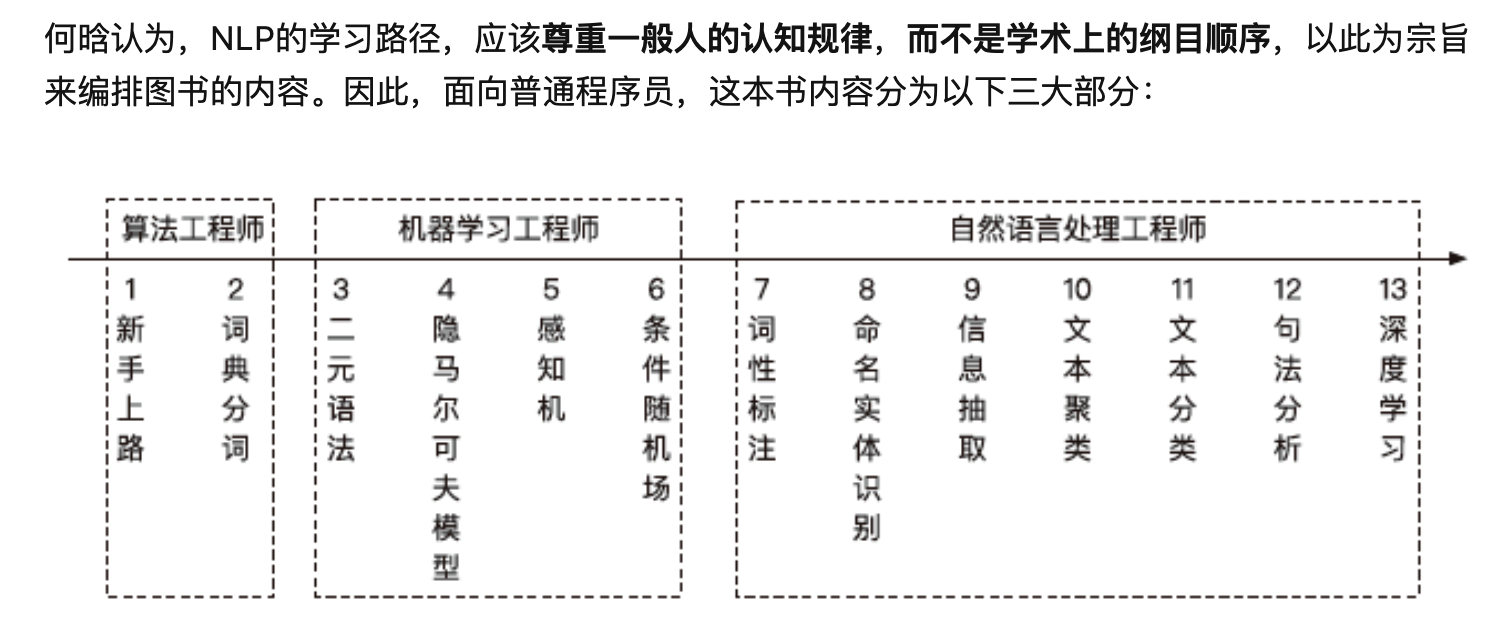 何晗认为，NLP的学习路径，应该尊重一般人的认知规律，而不是学术上的纲目顺序，以此为宗旨
来编排图书的内容。因此，面向普通程序员，这本书内容分为以下三大部分：
算法工程师
1
新手上路
2
词典分词
机器学习工程师
3
二元语法
4
隐马尔可夫模型
5
感知机
6
条件随机场
自然语言处理工程师
7
词性标注
8
命名实体识别
9
信息抽取
10
文本聚类
11
文本分类
12
句法分析
13
深度学习